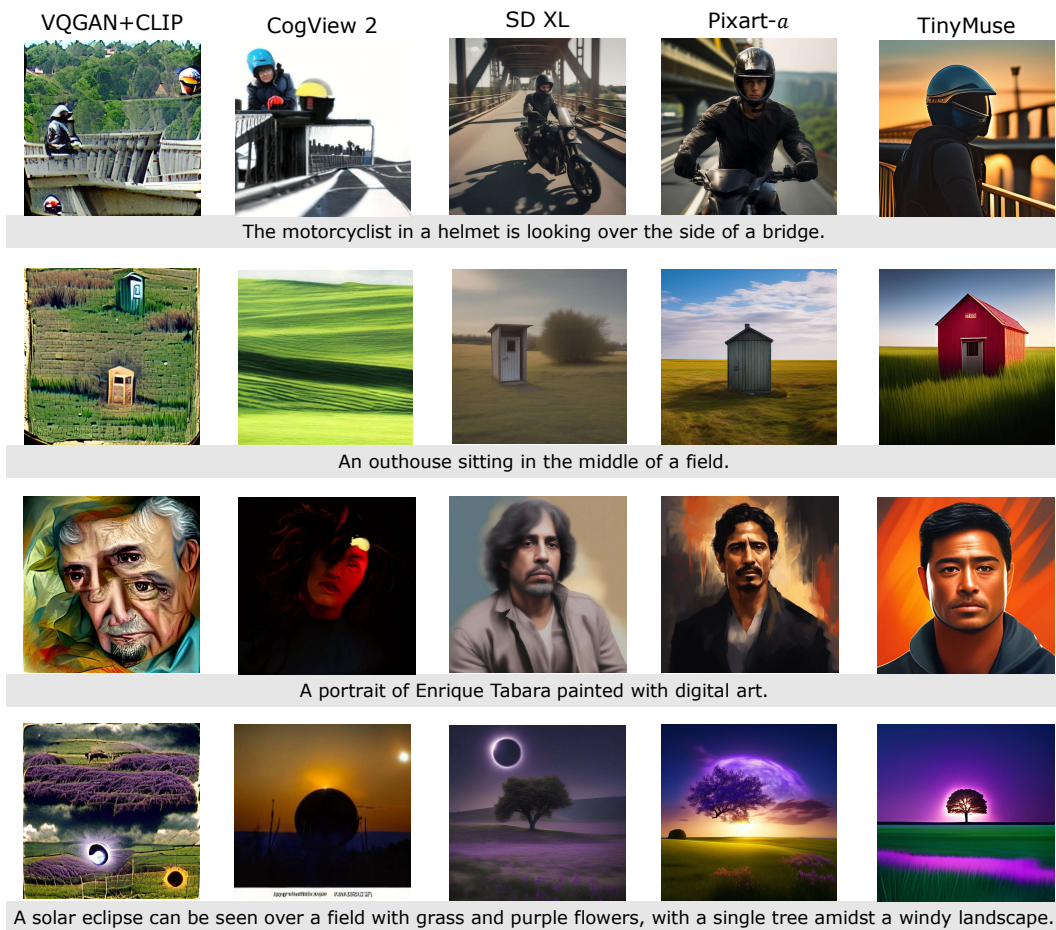 VQGAN+CLIP
CogView 2
SD XL
Pixart-α
TinyMuse
The motorcyclist in a helmet is looking over the side of a bridge.
An outhouse sitting in the middle of a field.
A portrait of Enrique Tabara painted with digital art.
A solar eclipse can be seen over a field with grass and purple flowers, with a single tree amidst a windy landscape.